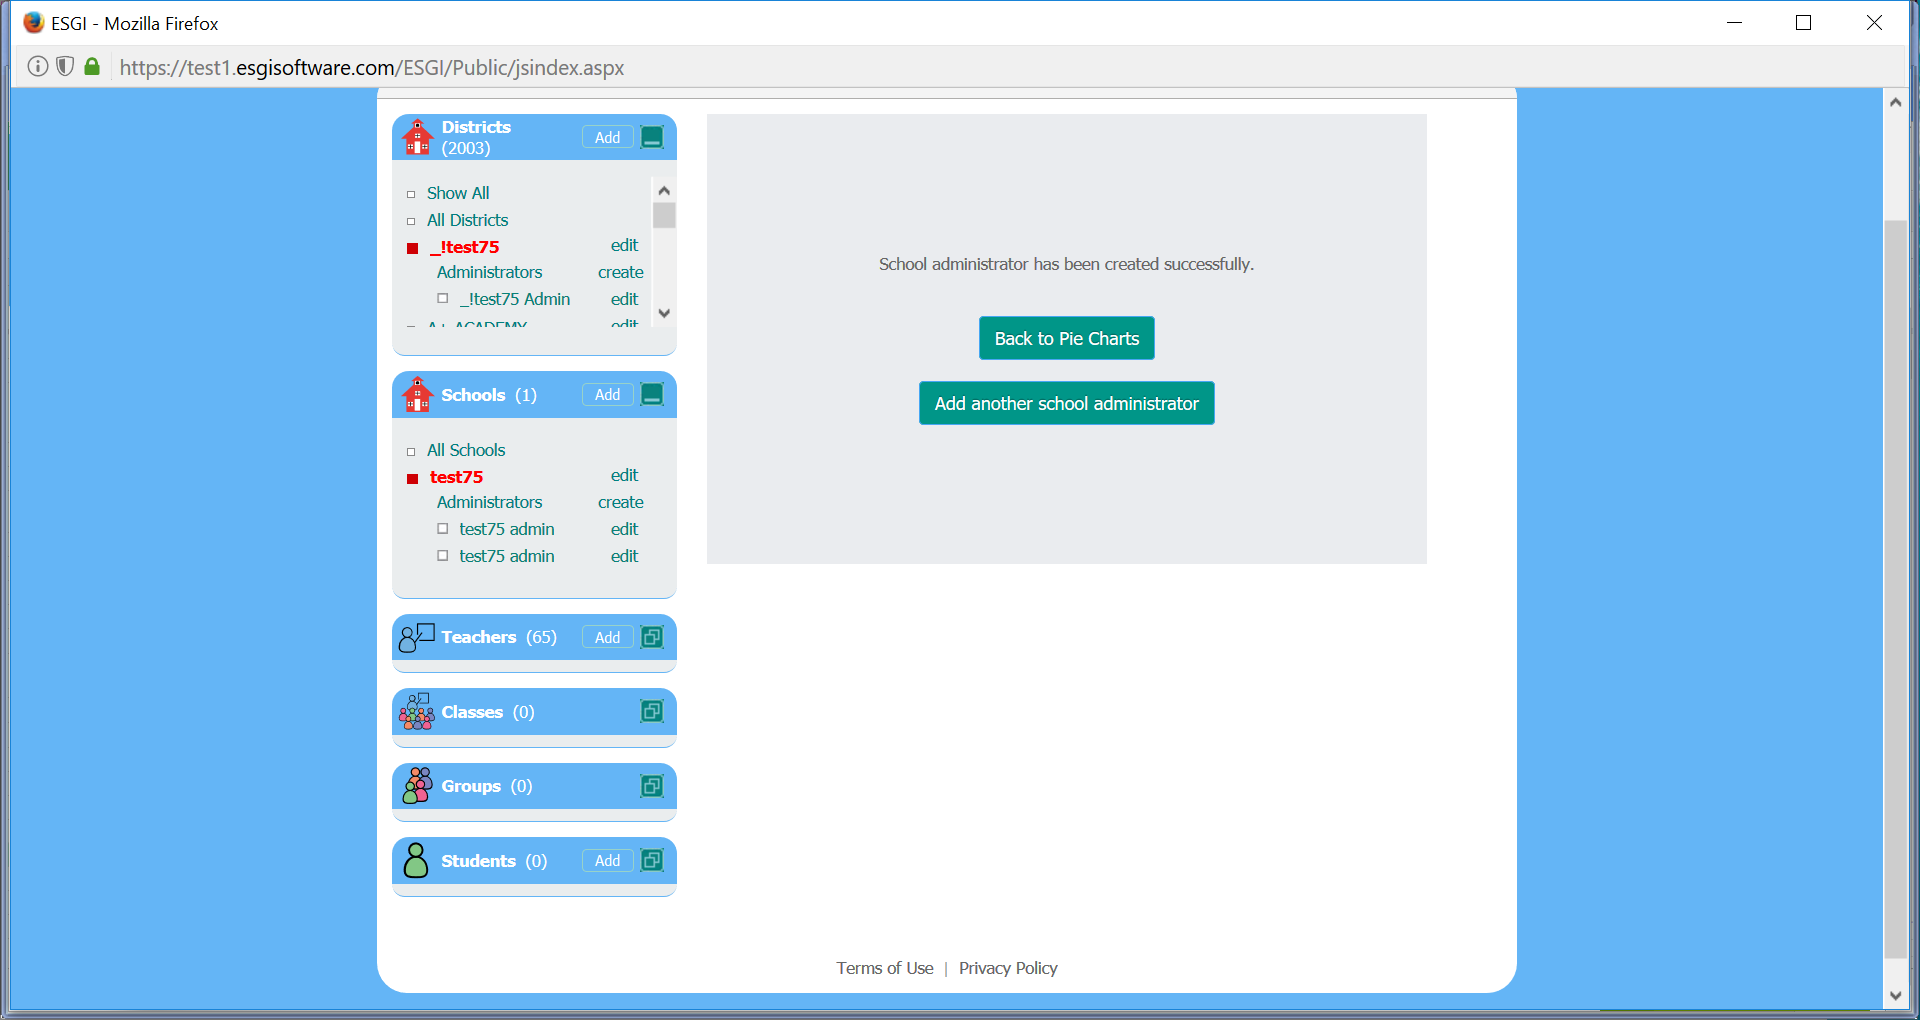 ESGI - Mozilla Firefox
https://test1.esgisoftware.com/ESGI/Public/jsindex.aspx
Districts
(2003)
Add
Show All
All Districts
_!test75 edit
Administrators create
_!test75 Admin edit
A+ ACADEMY edit
Schools (1) Add
All Schools
test75 edit
Administrators create
test75 admin edit
test75 admin edit
Teachers (65) Add
Classes (0)
Groups (0)
Students (0) Add
School administrator has been created successfully.
Back to Pie Charts
Add another school administrator
Terms of Use | Privacy Policy